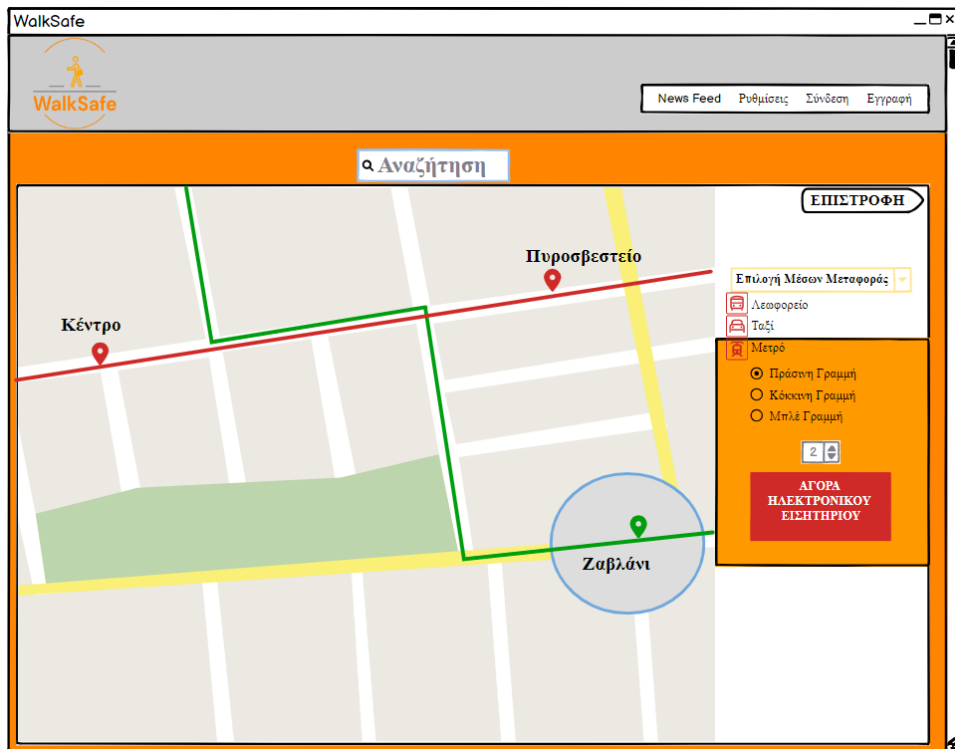 WalkSafe
WalkSafe
News Feed Ρυθμίσεις Σύνδεση Εγγραφή
Αναζήτηση
ΕΠΙΣΤΡΟΦΗ
Πυροσβεστείο
Επιλογή Μέσων Μεταφοράς
Λεωφορείο
Κέντρο
Ταξί
Μετρό
Πράσινη Γραμμή
Κόκκινη Γραμμή
Μπλέ Γραμμή
2
ΑΓΟΡΑ
ΗΛΕΚΤΡΟΝΙΚΟΥ
ΕΙΣΗΤΗΡΙΟΥ
Ζαβλάνι